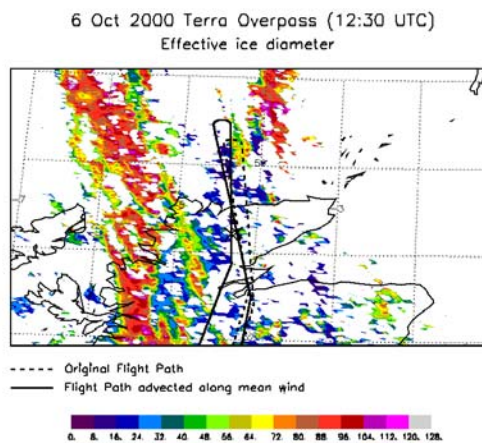 6 Oct 2000 Terra Overpass (12:30 UTC)
Effective ice diameter
Original Flight Path
Flight Path advected along mean wind
0. 8. 16. 24. 32. 40. 48. 56. 64. 72. 80. 88. 96. 104. 112. 120. 128.